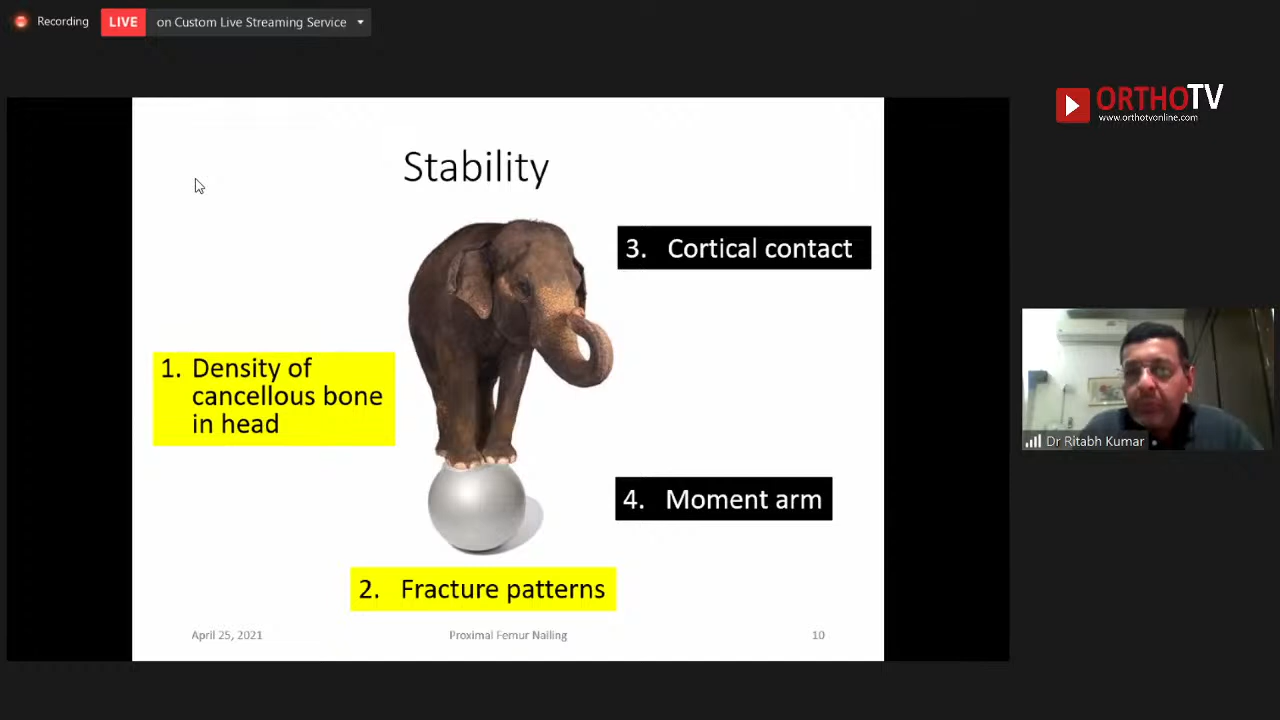 Recording
LIVE
on Custom Live Streaming Service
ORTHOTV
www.orthotvonline.com
Stability
3. Cortical contact
1. Density of
cancellous bone
in head
4. Moment arm
2. Fracture patterns
April 25, 2021
Proximal Femur Nailing
10
Dr Ritabh Kumar